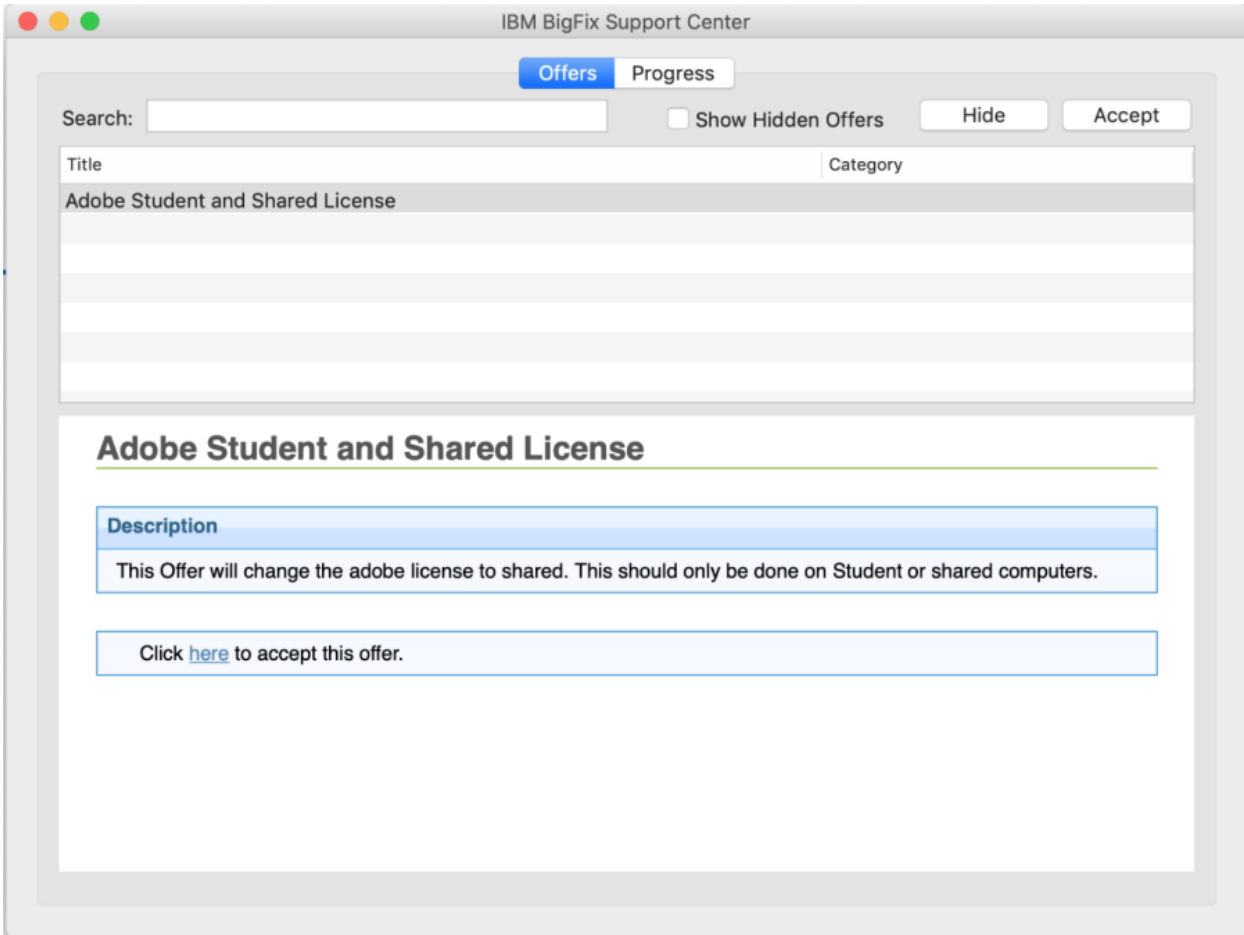 IBM BigFix Support Center
Offers Progress
Search: Show Hidden Offers Hide Accept
Title Category
Adobe Student and Shared License
Adobe Student and Shared License
Description
This Offer will change the adobe license to shared. This should only be done on Student or shared computers.
Click here to accept this offer.